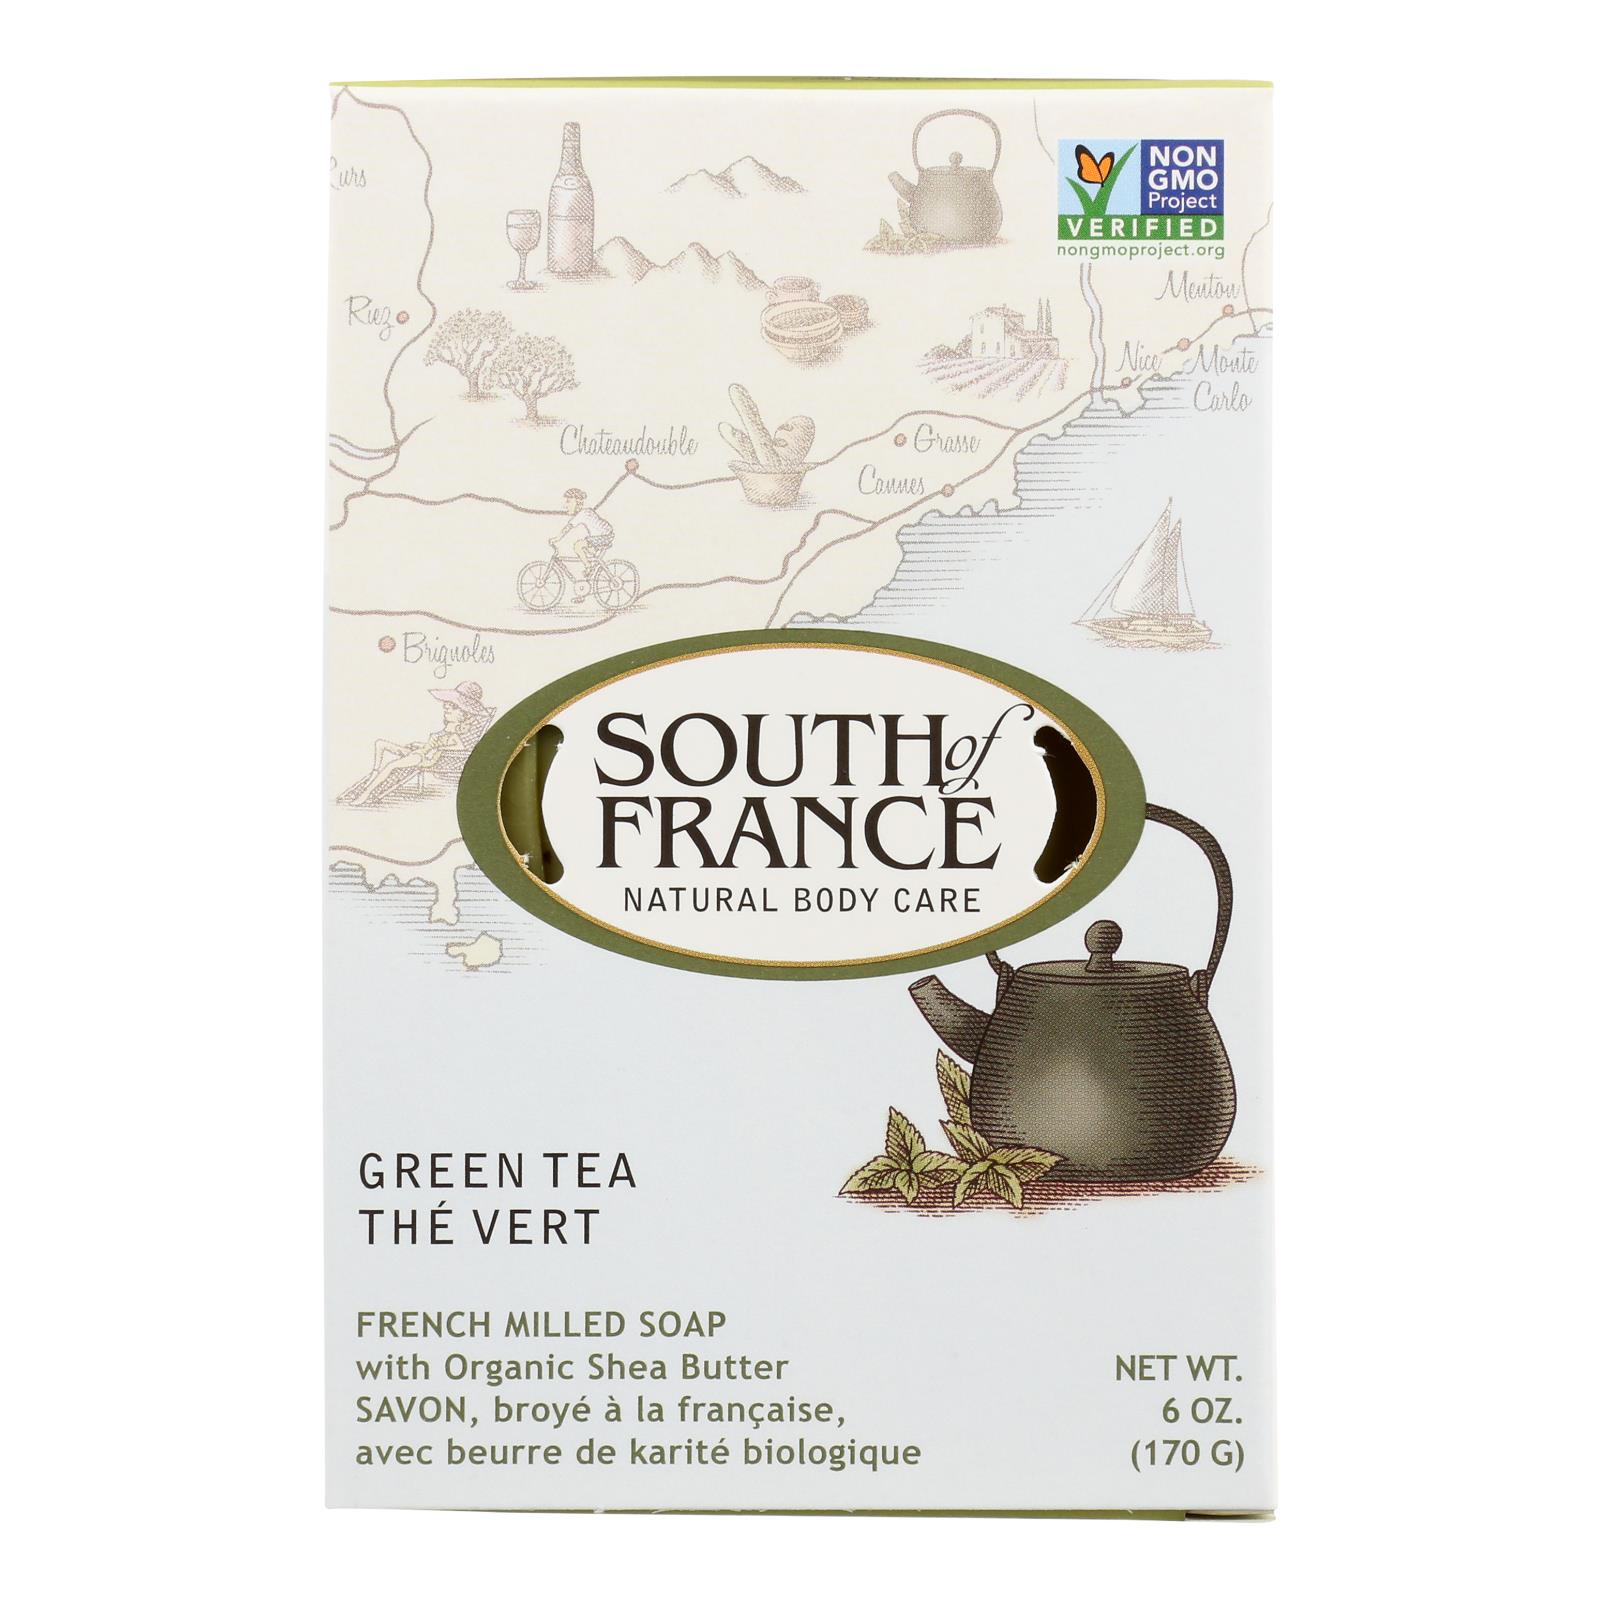 NON
GMO
Project
VERIFIED
nongmoproject.org
Menton
Riez
Nice
Monte
Carlo
Chateaudouble
Grasse
Cannes
Brignoles
SOUTH of
FRANCE
NATURAL BODY CARE
GREEN TEA
THÉ VERT
FRENCH MILLED SOAP
with Organic Shea Butter
SAVON, broyé à la française,
avec beurre de karité biologique
NET WT.
6 OZ.
(170 G)